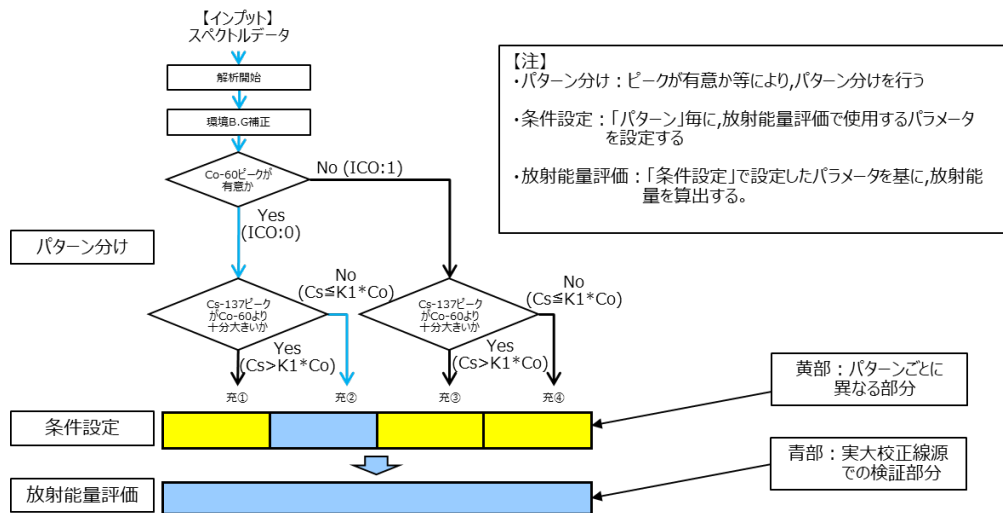 【インプット】
スペクトルデータ
解析開始
環境B.G補正
Co-60ピークが
有意か
No (ICO:1)
Yes
(ICO:0)
パターン分け
Cs-137ピーク
がCo-60より
十分大きいか
No
(Cs≦K1*Co)
Yes
(Cs>K1*Co)
Cs-137ピーク
がCo-60より
十分大きいか
No
(Cs≦K1*Co)
Yes
(Cs>K1*Co)
充①
充②
充③
充④
条件設定
放射能量評価
【注】
・パターン分け：ピークが有意か等により,パターン分けを行う
・条件設定：「パターン」毎に,放射能量評価で使用するパラメータ
を設定する
・放射能量評価：「条件設定」で設定したパラメータを基に,放射能
量を算出する。
黄部：パターンごとに
異なる部分
青部：実大校正線源
での検証部分